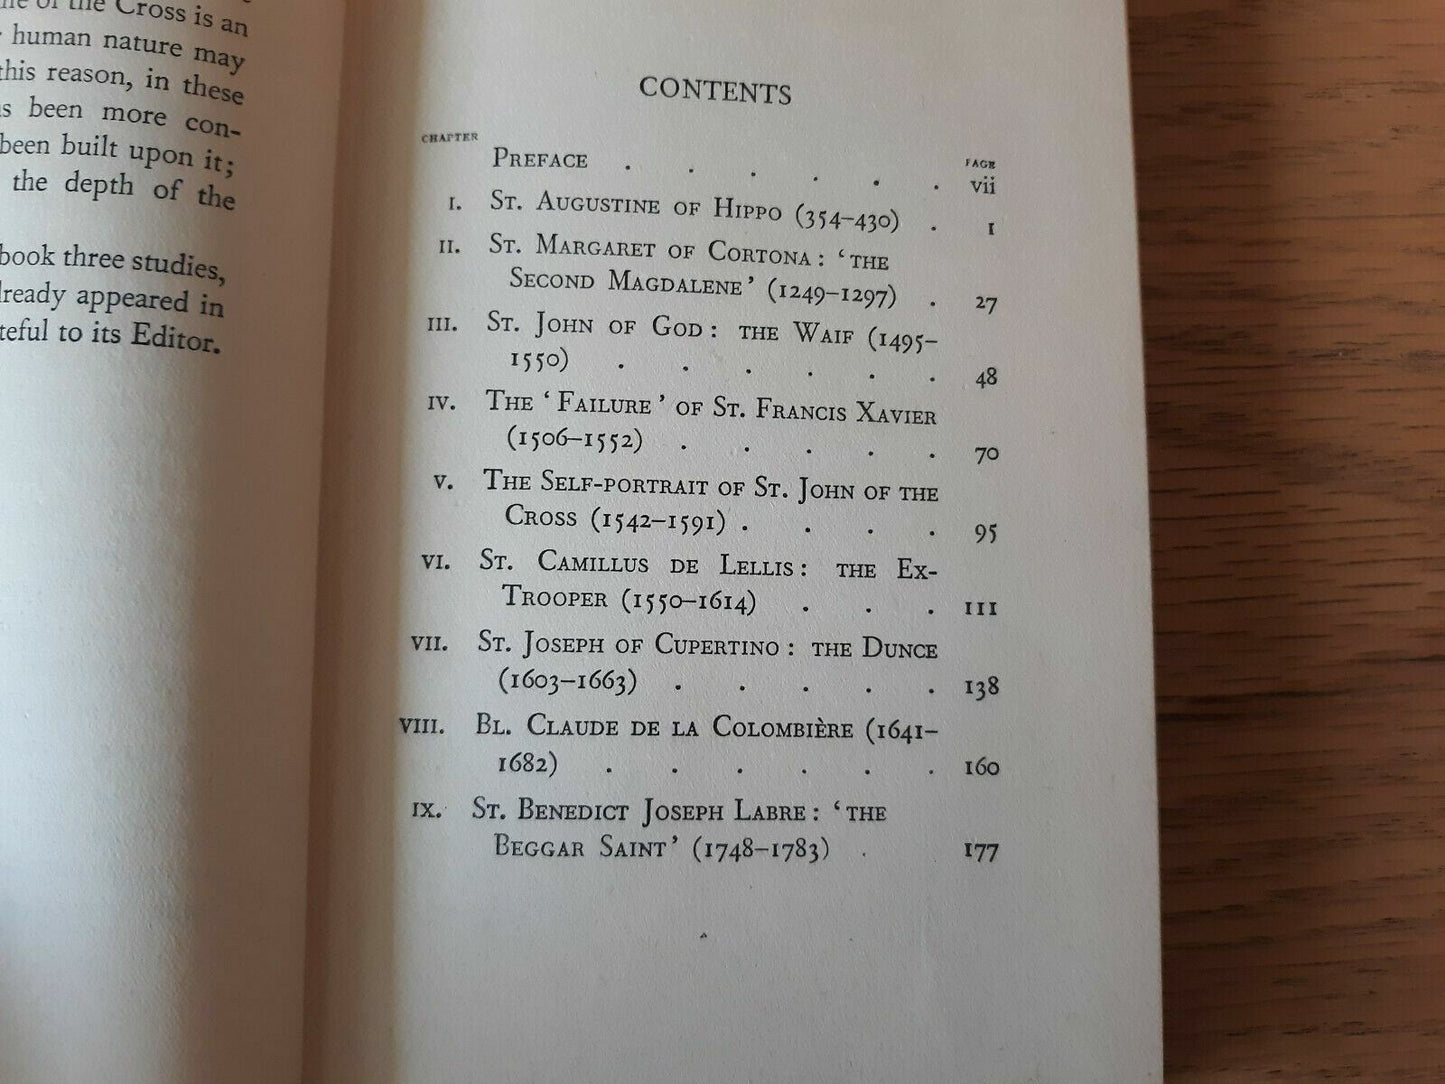 of the Cross is an
human nature may
this reason, in these
been more con-
been built upon it;
the depth of the
book three studies,
already appeared in
to its Editor.
CONTENTS
CHAPTER
PAGE
PREFACE . . . . . . vii
I. ST. AUGUSTINE OF HIPPO (354–430) . 1
II. ST. MARGARET OF CORTONA : ‘ THE
SECOND MAGDALENE ’ (1249–1297) . 27
III. ST. JOHN OF GOD : THE WAIF (1495–
1550) . . . . . . 48
IV. THE ‘ FAILURE ’ OF ST. FRANCIS XAVIER
(1506–1552) . . . . . 70
V. THE SELF-PORTRAIT OF ST. JOHN OF THE
CROSS (1542–1591) . . . . 95
VI. ST. CAMILLUS DE LELLIS : THE EX-
TROOPER (1550–1614) . . . 111
VII. ST. JOSEPH OF CUPERTINO : THE DUNCE
(1603–1663) . . . . . 138
VIII. BL. CLAUDE DE LA COLOMBIÈRE (1641–
1682) . . . . . . 160
IX. ST. BENEDICT JOSEPH LABRE : ‘ THE
BEGGAR SAINT ’ (1748–1783) . 177